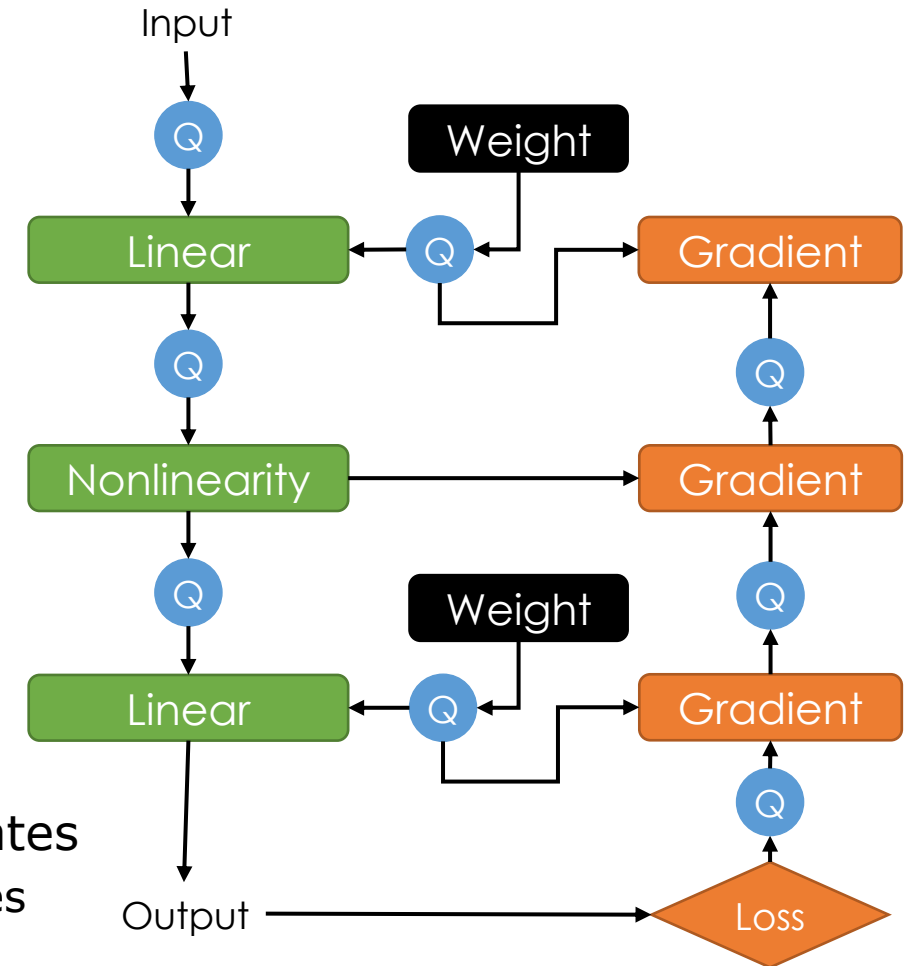 Input
Q
Weight
Linear
Q
Gradient
Q
Q
Nonlinearity
Gradient
Q
Weight
Q
Linear
Q
Gradient
Q
Output
Loss